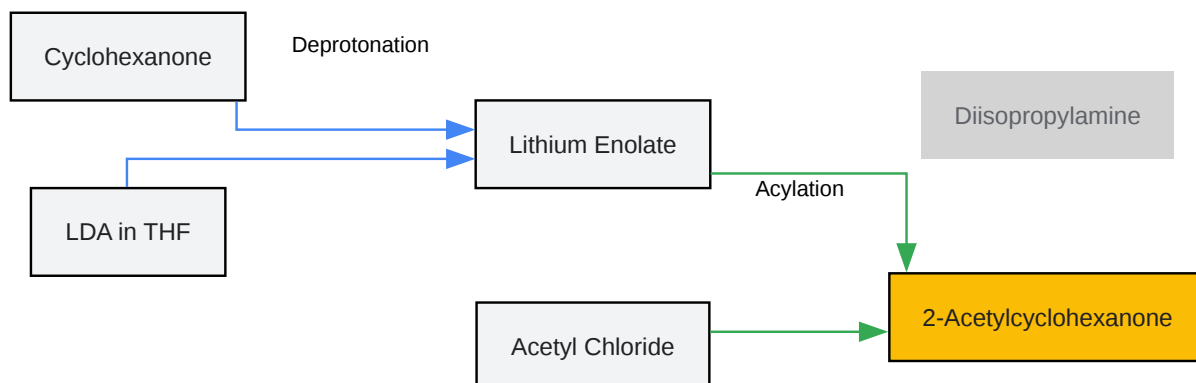 Cyclohexanone
Deprotonation
Diisopropylamine
Lithium Enolate
Acylation
LDA in THF
2-Acetylcyclohexanone
Acetyl Chloride